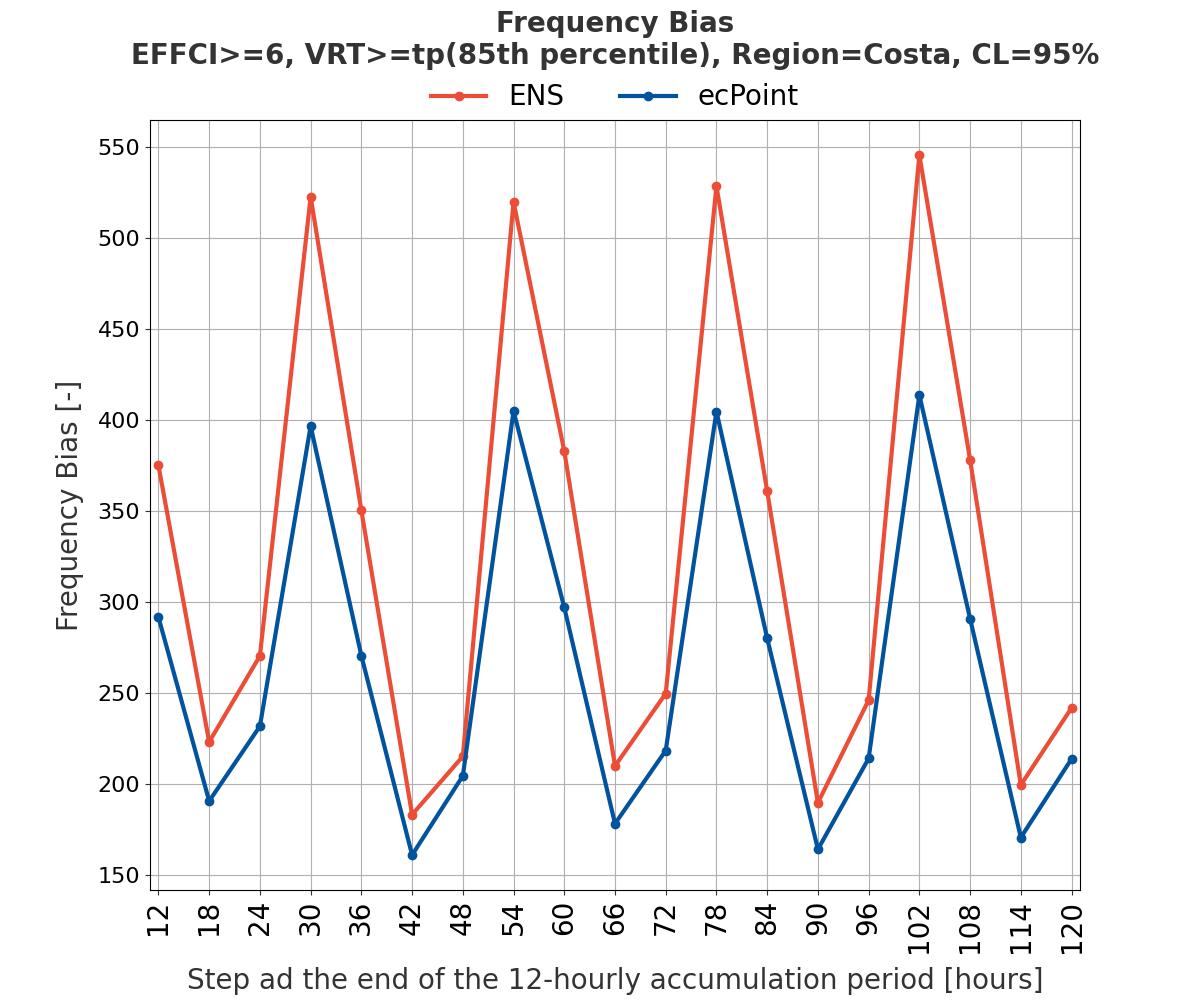 Frequency Bias
EFFCI>=6, VRT>=tp(85th percentile), Region=Costa, CL=95%
ENS ecPoint
550
500
450
400
350
300
250
200
150
Frequency Bias [-]
12 18 24 30 36 42 48 54 60 66 72 78 84 90 96 102 108 114 120
Step ad the end of the 12-hourly accumulation period [hours]